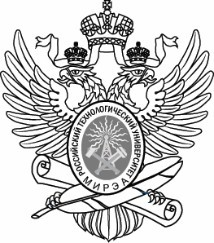 РОССИЙСКИЙ ТЕХНОЛОГИЧЕСКИЙ УНИВЕРСИТЕТ
МИРЭА